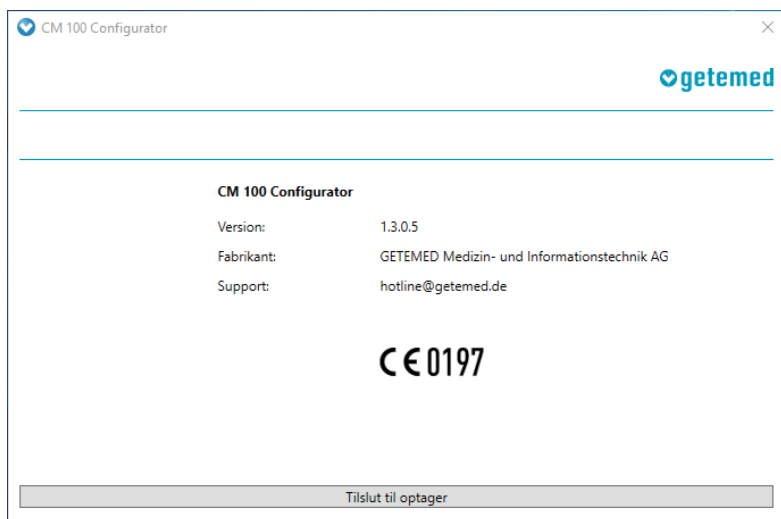 CM 100 Configurator
getemed
CM 100 Configurator
Version: 1.3.0.5
Fabrikant: GETEMED Medizin- und Informationstechnik AG
Support: hotline@getemed.de
CE 0197
Tilslut til optager